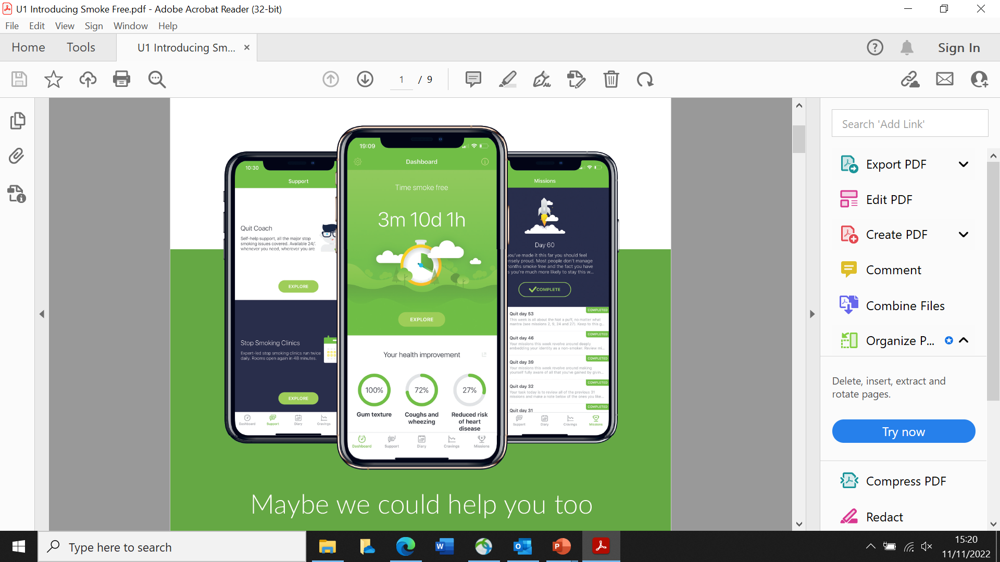 U1 Introducing Smoke Free.pdf - Adobe Acrobat Reader (32-bit)
File Edit View Sign Window Help
Home Tools U1 Introducing Sm... × Sign In
1 / 9
10:30
Support
Quit Coach
Self-help support, all the major stop
smoking issues covered. Available 24/
whenever you need, wherever you are
EXPLORE
Stop Smoking Clinics
Expert-led stop smoking clinics run twice
daily. Rooms open again in 48 minutes.
EXPLORE
Dashboard Support Diary Cravings
19:09
Dashboard
Time smoke free
3m 10d 1h
EXPLORE
Your health improvement
100% 72% 27%
Gum texture
Coughs and
wheezing
Reduced risk
of heart
disease
Dashboard Support Diary Cravings Missions
Missions
Day 60
you've made it this far you should feel
nsely proud. Most people don't manage
onths smoke free and the fact you have
s you're much more likely to stay this w...
COMPLETE
COMPLETED
Quit day 53
This week is all about the Not a puff, no matter what
mantra (see missions 2, 9, 24 and 27). Keep to this g...
COMPLETED
Quit day 46
Your missions this week revolve around deeply
embedding your identity as a non-smoker. Review mi...
COMPLETED
Quit day 39
Your missions this week revolve around making
yourself fully aware of all that you've gained by givin...
COMPLETED
Quit day 32
Your task today is to review all of the previous 31
missions and make a note below of the ones you like...
COMPLETED
Quit day 31
Support Diary Cravings Missions
Maybe we could help you too
Search 'Add Link'
Export PDF
Edit PDF
Create PDF
Comment
Combine Files
Organize P...
Delete, insert, extract and
rotate pages.
Try now
Compress PDF
Redact
Type here to search
15:20
11/11/2022